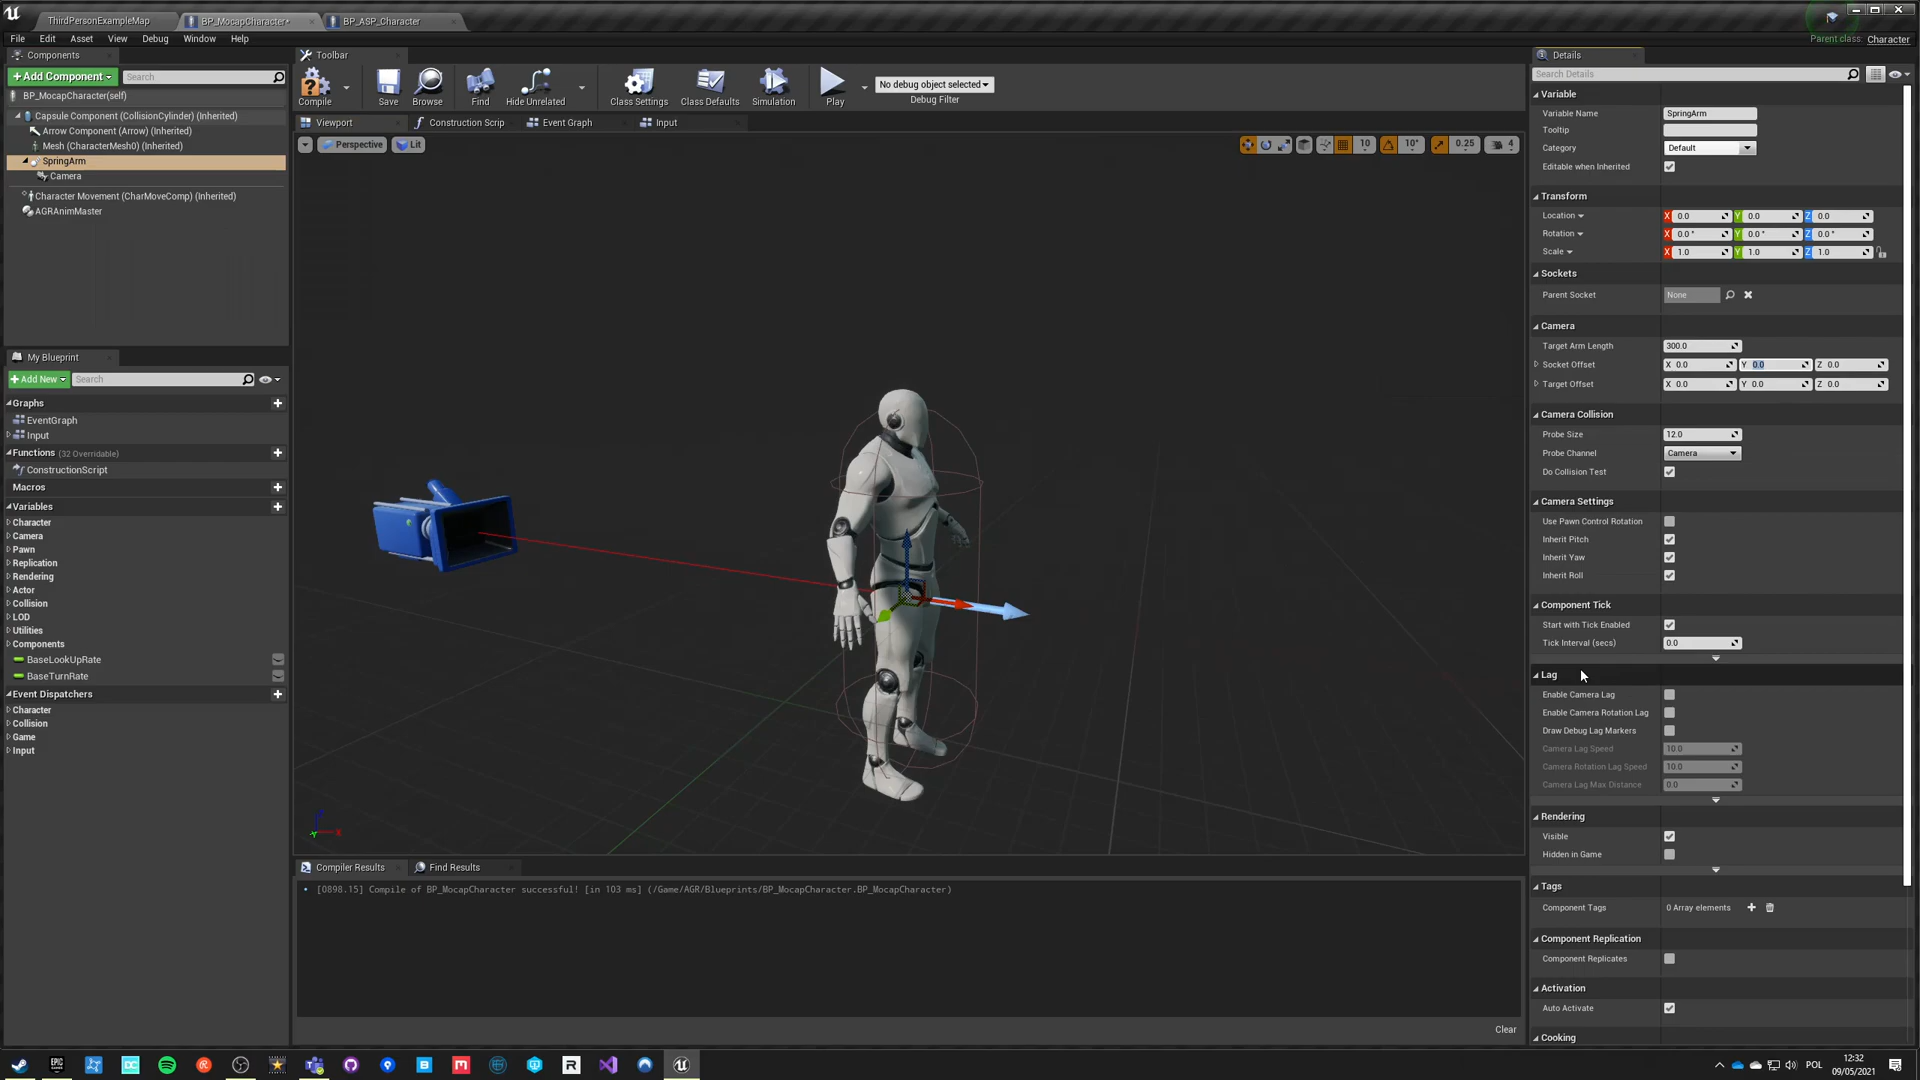 ThirdPersonExampleMap
BP_MocapCharacter*
BP_ASP_Character
File Edit Asset View Debug Window Help
Parent class: Character
Components
+Add Component Search
BP_MocapCharacter(self)
Capsule Component (CollisionCylinder) (Inherited)
Arrow Component (Arrow) (Inherited)
Mesh (CharacterMesh0) (Inherited)
SpringArm
Camera
Character Movement (CharMoveComp) (Inherited)
AGRAnimMaster
My Blueprint
+Add New Search
Graphs
EventGraph
Input
Functions (32 Overridable)
ConstructionScript
Macros
Variables
Character
Camera
Pawn
Replication
Rendering
Actor
Collision
LOD
Utilities
Components
BaseLookUpRate
BaseTurnRate
Event Dispatchers
Character
Collision
Game
Input
Toolbar
Compile Save Browse Find Hide Unrelated Class Settings Class Defaults Simulation Play
No debug object selected
Debug Filter
Viewport Construction Scrip Event Graph Input
Perspective Lit
10 10° 0.25 4
Compiler Results Find Results
[0898.15] Compile of BP_MocapCharacter successful! [in 103 ms] (/Game/AGR/Blueprints/BP_MocapCharacter.BP_MocapCharacter)
Clear
Details
Search Details
Variable
Variable Name SpringArm
Tooltip
Category Default
Editable when Inherited
Transform
Location X 0.0 Y 0.0 Z 0.0
Rotation X 0.0 ° Y 0.0 ° Z 0.0 °
Scale X 1.0 Y 1.0 Z 1.0
Sockets
Parent Socket None
Camera
Target Arm Length 300.0
Socket Offset X 0.0 Y 0.0 Z 0.0
Target Offset X 0.0 Y 0.0 Z 0.0
Camera Collision
Probe Size 12.0
Probe Channel Camera
Do Collision Test
Camera Settings
Use Pawn Control Rotation
Inherit Pitch
Inherit Yaw
Inherit Roll
Component Tick
Start with Tick Enabled
Tick Interval (secs) 0.0
Lag
Enable Camera Lag
Enable Camera Rotation Lag
Draw Debug Lag Markers
Camera Lag Speed 10.0
Camera Rotation Lag Speed 10.0
Camera Lag Max Distance 0.0
Rendering
Visible
Hidden in Game
Tags
Component Tags 0 Array elements
Component Replication
Component Replicates
Activation
Auto Activate
Cooking
POL
12:32
09/05/2021